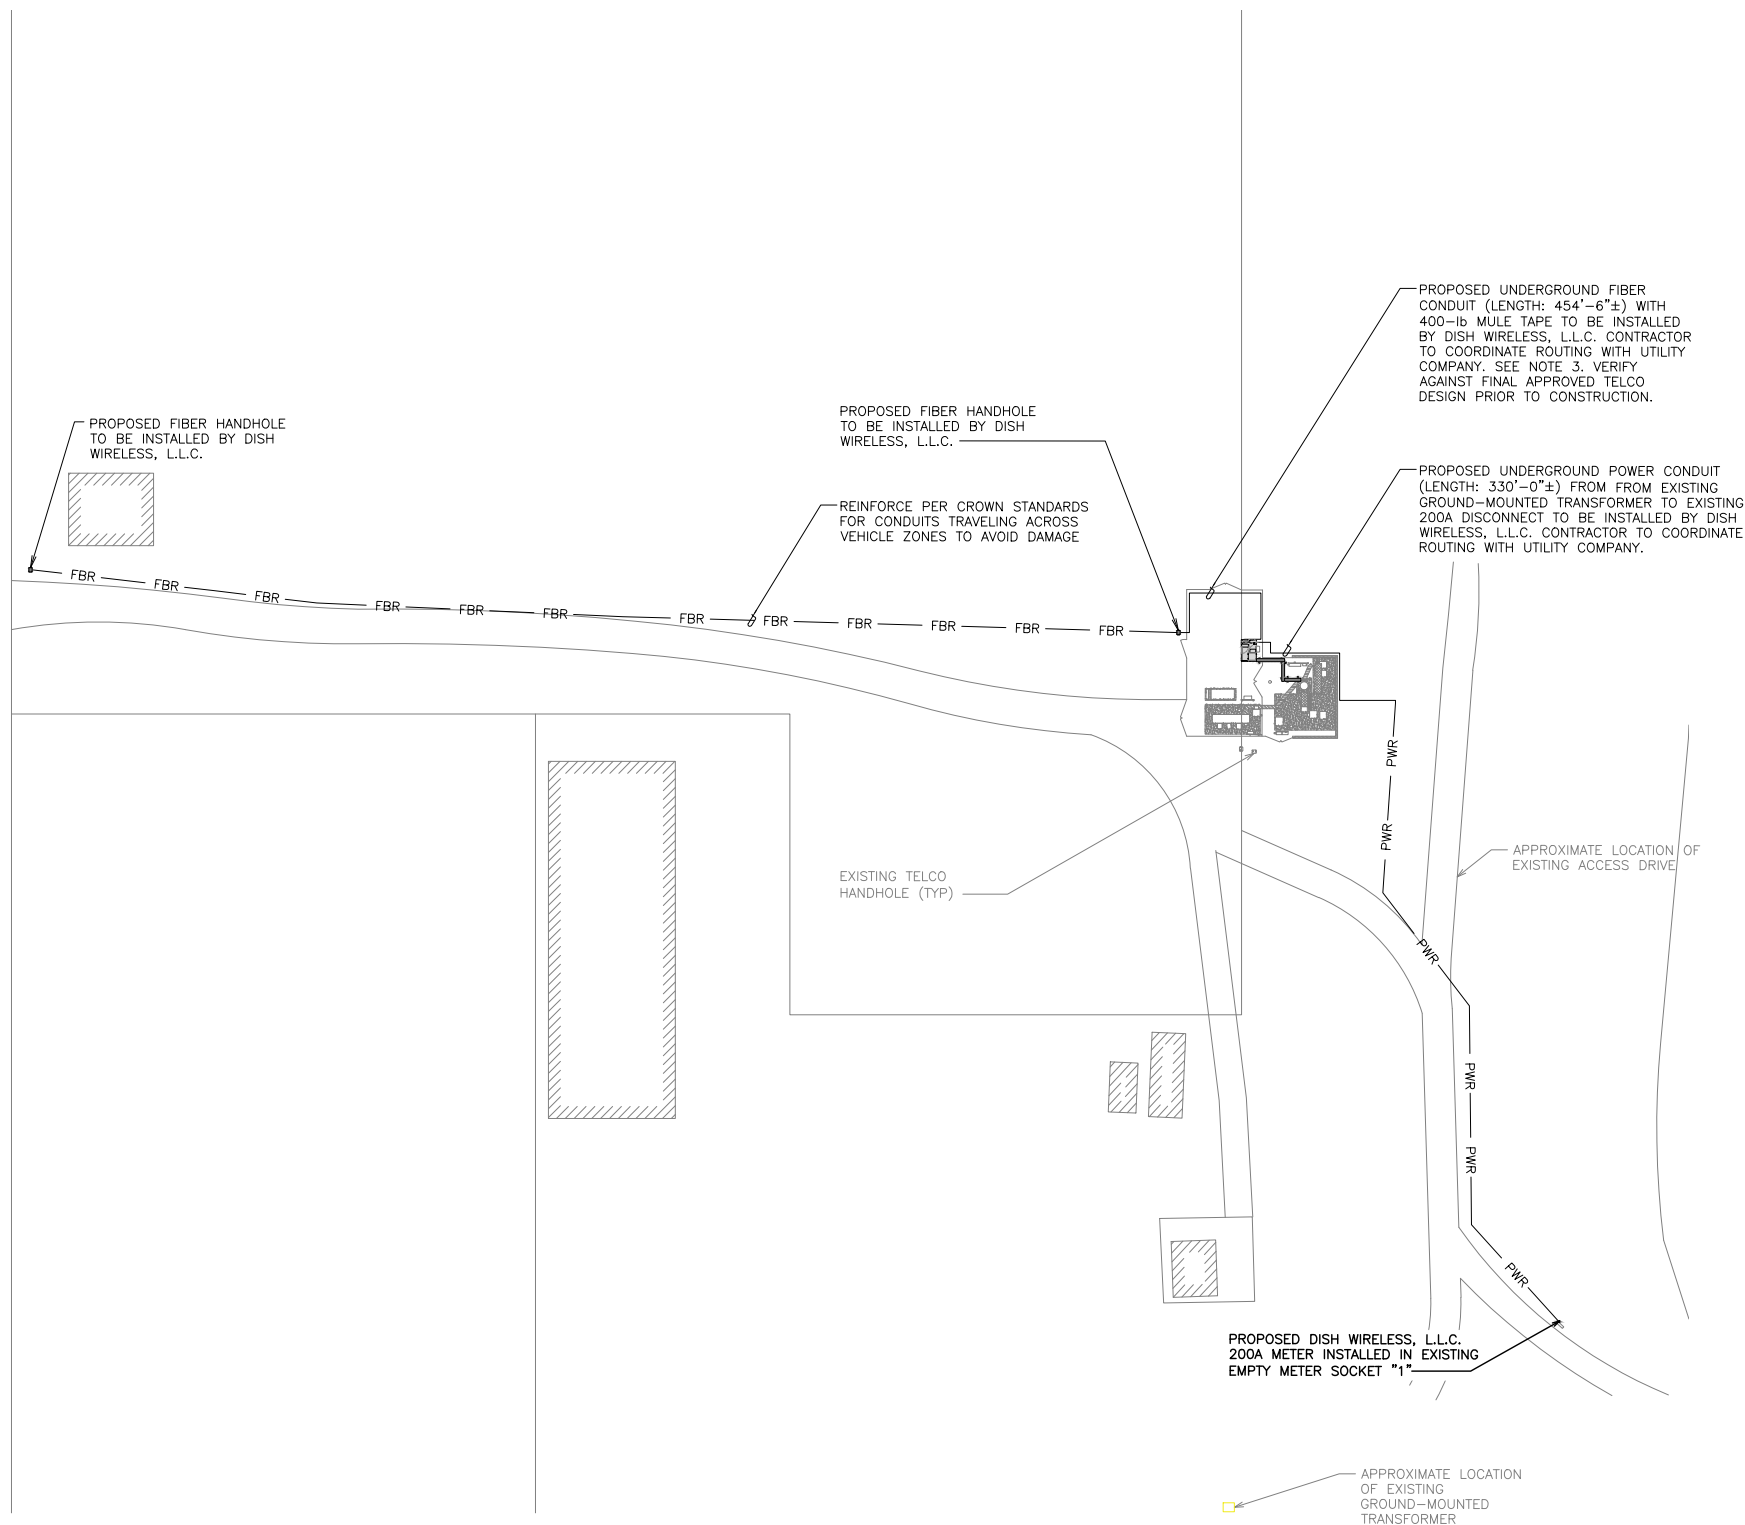 PROPOSED UNDERGROUND FIBER
CONDUIT (LENGTH: 454'-6"±) WITH
400-lb MULE TAPE TO BE INSTALLED
BY DISH WIRELESS, L.L.C. CONTRACTOR
TO COORDINATE ROUTING WITH UTILITY
COMPANY. SEE NOTE 3. VERIFY
AGAINST FINAL APPROVED TELCO
DESIGN PRIOR TO CONSTRUCTION.
PROPOSED FIBER HANDHOLE
TO BE INSTALLED BY DISH
WIRELESS, L.L.C.
PROPOSED FIBER HANDHOLE
TO BE INSTALLED BY DISH
WIRELESS, L.L.C.
PROPOSED UNDERGROUND POWER CONDUIT
(LENGTH: 330'-0"±) FROM FROM EXISTING
GROUND-MOUNTED TRANSFORMER TO EXISTING
200A DISCONNECT TO BE INSTALLED BY DISH
WIRELESS, L.L.C. CONTRACTOR TO COORDINATE
ROUTING WITH UTILITY COMPANY.
REINFORCE PER CROWN STANDARDS
FOR CONDUITS TRAVELING ACROSS
VEHICLE ZONES TO AVOID DAMAGE
FBR
FBR
FBR
FBR
FBR
FBR
FBR
FBR
FBR
FBR
FBR
FBR
PWR
PWR
APPROXIMATE LOCATION OF
EXISTING ACCESS DRIVE
EXISTING TELCO
HANDHOLE (TYP)
PWR
PWR
PWR
PWR
PROPOSED DISH WIRELESS, L.L.C.
200A METER INSTALLED IN EXISTING
EMPTY METER SOCKET "1"
APPROXIMATE LOCATION
OF EXISTING
GROUND-MOUNTED
TRANSFORMER